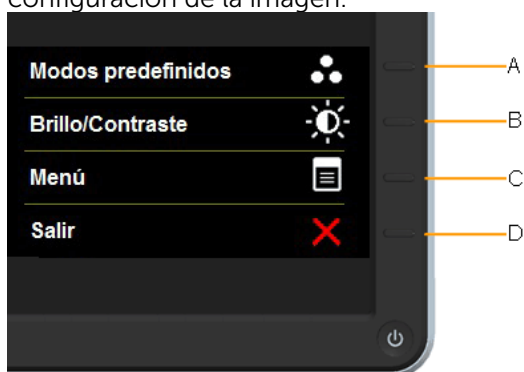 configuración de la imagen.
Modos predefinidos A
Brillo/Contraste B
Menú C
Salir D